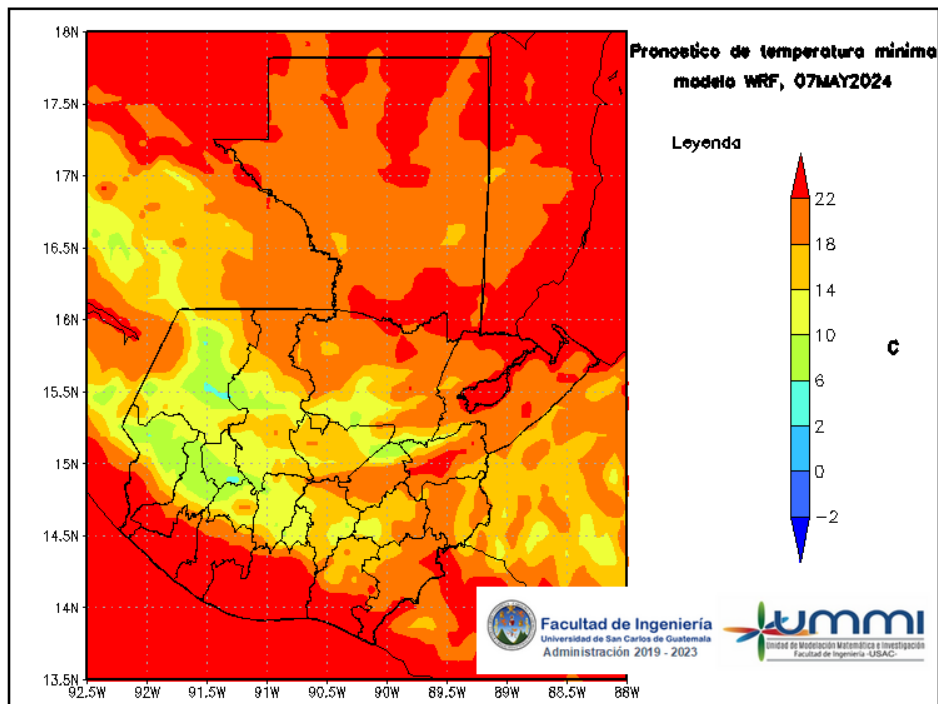 Pronostico de temperatura minima
modelo WRF, 07MAY2024
Leyenda
22
18
14
10
6
2
0
-2
C
18N
17.5N
17N
16.5N
16N
15.5N
15N
14.5N
14N
13.5N
92.5W 92W 91.5W 91W 90.5W 90W 89.5W 89W 88.5W 88W
Facultad de Ingeniería
Universidad de San Carlos de Guatemala
Administración 2019 - 2023
ummi
Unidad de Modelación Matemática e Investigación
Facultad de Ingeniería -USAC-